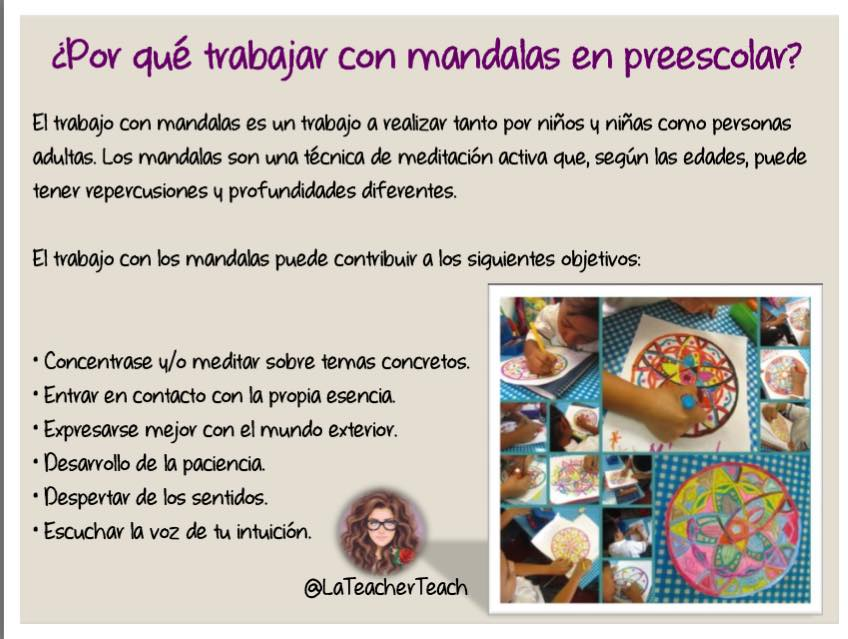 ¿Por qué trabajar con mandalas en preescolar?
El trabajo con mandalas es un trabajo a realizar tanto por niños y niñas como personas
adultas. Los mandalas son una técnica de meditación activa que, según las edades, puede
tener repercusiones y profundidades diferentes.
El trabajo con los mandalas puede contribuir a los siguientes objetivos:
• Concentrase y/o meditar sobre temas concretos.
• Entrar en contacto con la propia esencia.
• Expresarse mejor con el mundo exterior.
• Desarrollo de la paciencia.
• Despertar de los sentidos.
• Escuchar la voz de tu intuición.
@LaTeacherTeach